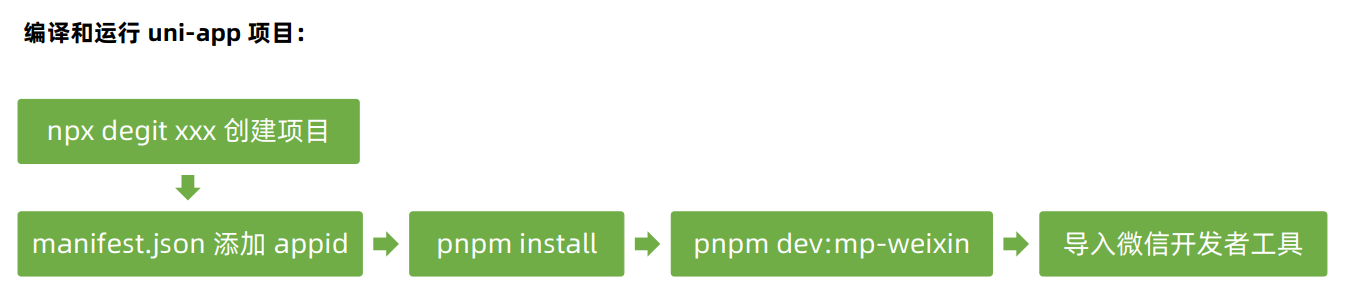 编译和运行 uni-app 项目：
npx degit xxx 创建项目
manifest.json 添加 appid
pnpm install
pnpm dev:mp-weixin
导入微信开发者工具